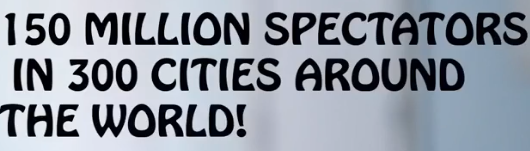 150 MILLION SPECTATORS
IN 300 CITIES AROUND
THE WORLD!